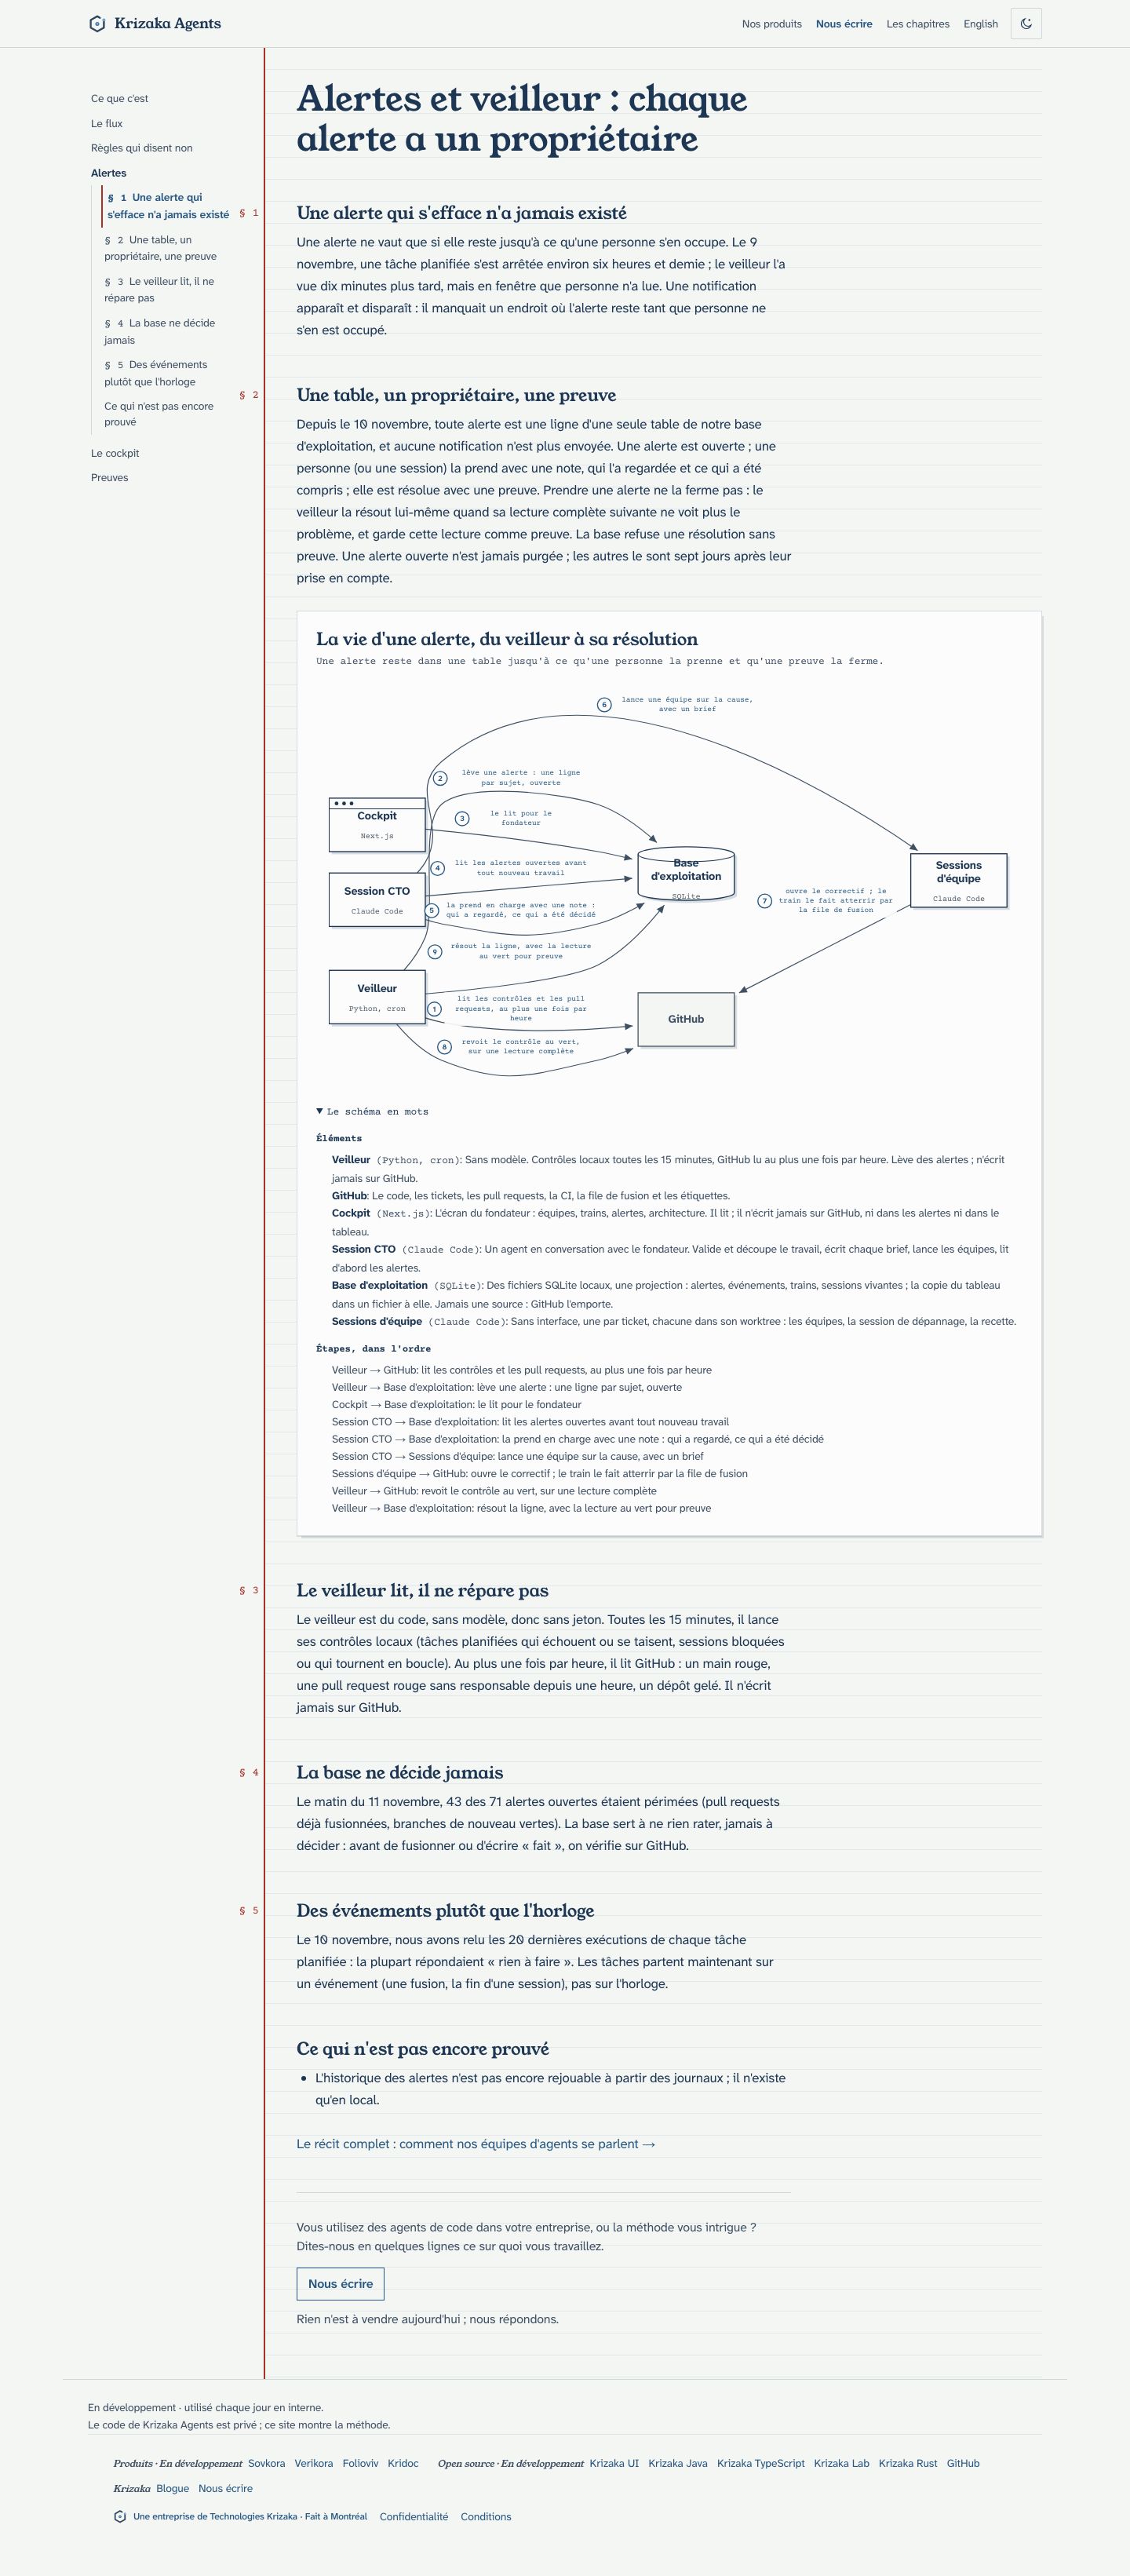 Krizaka Agents
Nos produits Nous écrire Les chapitres English
Ce que c'est
Le flux
Règles qui disent non
Alertes
§ 1 Une alerte qui
s'efface n'a jamais existé
§ 2 Une table, un
propriétaire, une preuve
§ 3 Le veilleur lit, il ne
répare pas
§ 4 La base ne décide
jamais
§ 5 Des événements
plutôt que l'horloge
Ce qui n'est pas encore
prouvé
Le cockpit
Preuves
Alertes et veilleur : chaque
alerte a un propriétaire
§ 1
Une alerte qui s'efface n'a jamais existé
Une alerte ne vaut que si elle reste jusqu'à ce qu'une personne s'en occupe. Le 9
novembre, une tâche planifiée s'est arrêtée environ six heures et demie ; le veilleur l'a
vue dix minutes plus tard, mais en fenêtre que personne n'a lue. Une notification
apparaît et disparaît : il manquait un endroit où l'alerte reste tant que personne ne
s'en est occupé.
§ 2
Une table, un propriétaire, une preuve
Depuis le 10 novembre, toute alerte est une ligne d'une seule table de notre base
d'exploitation, et aucune notification n'est plus envoyée. Une alerte est ouverte ; une
personne (ou une session) la prend avec une note, qui l'a regardée et ce qui a été
compris ; elle est résolue avec une preuve. Prendre une alerte ne la ferme pas : le
veilleur la résout lui-même quand sa lecture complète suivante ne voit plus le
problème, et garde cette lecture comme preuve. La base refuse une résolution sans
preuve. Une alerte ouverte n'est jamais purgée ; les autres le sont sept jours après leur
prise en compte.
La vie d'une alerte, du veilleur à sa résolution
Une alerte reste dans une table jusqu'à ce qu'une personne la prenne et qu'une preuve la ferme.
6 lance une équipe sur la cause,
avec un brief
2 lève une alerte : une ligne
par sujet, ouverte
Cockpit
Next.js
3 le lit pour le
fondateur
4 lit les alertes ouvertes avant
tout nouveau travail
Base
d'exploitation
SQLite
Sessions
d'équipe
Claude Code
Session CTO
Claude Code
5 la prend en charge avec une note :
qui a regardé, ce qui a été décidé
7 ouvre le correctif ; le
train le fait atterrir par
la file de fusion
9 résout la ligne, avec la lecture
au vert pour preuve
Veilleur
Python, cron
1 lit les contrôles et les pull
requests, au plus une fois par
heure
GitHub
8 revoit le contrôle au vert,
sur une lecture complète
▼ Le schéma en mots
Éléments
Veilleur (Python, cron): Sans modèle. Contrôles locaux toutes les 15 minutes, GitHub lu au plus une fois par heure. Lève des alertes ; n'écrit
jamais sur GitHub.
GitHub: Le code, les tickets, les pull requests, la CI, la file de fusion et les étiquettes.
Cockpit (Next.js): L'écran du fondateur : équipes, trains, alertes, architecture. Il lit ; il n'écrit jamais sur GitHub, ni dans les alertes ni dans le
tableau.
Session CTO (Claude Code): Un agent en conversation avec le fondateur. Valide et découpe le travail, écrit chaque brief, lance les équipes, lit
d'abord les alertes.
Base d'exploitation (SQLite): Des fichiers SQLite locaux, une projection : alertes, événements, trains, sessions vivantes ; la copie du tableau
dans un fichier à elle. Jamais une source : GitHub l'emporte.
Sessions d'équipe (Claude Code): Sans interface, une par ticket, chacune dans son worktree : les équipes, la session de dépannage, la recette.
Étapes, dans l'ordre
Veilleur → GitHub: lit les contrôles et les pull requests, au plus une fois par heure
Veilleur → Base d'exploitation: lève une alerte : une ligne par sujet, ouverte
Cockpit → Base d'exploitation: le lit pour le fondateur
Session CTO → Base d'exploitation: lit les alertes ouvertes avant tout nouveau travail
Session CTO → Base d'exploitation: la prend en charge avec une note : qui a regardé, ce qui a été décidé
Session CTO → Sessions d'équipe: lance une équipe sur la cause, avec un brief
Sessions d'équipe → GitHub: ouvre le correctif ; le train le fait atterrir par la file de fusion
Veilleur → GitHub: revoit le contrôle au vert, sur une lecture complète
Veilleur → Base d'exploitation: résout la ligne, avec la lecture au vert pour preuve
§ 3
Le veilleur lit, il ne répare pas
Le veilleur est du code, sans modèle, donc sans jeton. Toutes les 15 minutes, il lance
ses contrôles locaux (tâches planifiées qui échouent ou se taisent, sessions bloquées
ou qui tournent en boucle). Au plus une fois par heure, il lit GitHub : un main rouge,
une pull request rouge sans responsable depuis une heure, un dépôt gelé. Il n'écrit
jamais sur GitHub.
§ 4
La base ne décide jamais
Le matin du 11 novembre, 43 des 71 alertes ouvertes étaient périmées (pull requests
déjà fusionnées, branches de nouveau vertes). La base sert à ne rien rater, jamais à
décider : avant de fusionner ou d'écrire « fait », on vérifie sur GitHub.
§ 5
Des événements plutôt que l'horloge
Le 10 novembre, nous avons relu les 20 dernières exécutions de chaque tâche
planifiée : la plupart répondaient « rien à faire ». Les tâches partent maintenant sur
un événement (une fusion, la fin d'une session), pas sur l'horloge.
Ce qui n'est pas encore prouvé
• L'historique des alertes n'est pas encore rejouable à partir des journaux ; il n'existe
qu'en local.
Le récit complet : comment nos équipes d'agents se parlent →
Vous utilisez des agents de code dans votre entreprise, ou la méthode vous intrigue ?
Dites-nous en quelques lignes ce sur quoi vous travaillez.
Nous écrire
Rien n'est à vendre aujourd'hui ; nous répondons.
En développement · utilisé chaque jour en interne.
Le code de Krizaka Agents est privé ; ce site montre la méthode.
Produits · En développement Sovkora Verikora Folioviv Kridoc Open source · En développement Krizaka UI Krizaka Java Krizaka TypeScript Krizaka Lab Krizaka Rust GitHub
Krizaka Blogue Nous écrire
Une entreprise de Technologies Krizaka · Fait à Montréal Confidentialité Conditions